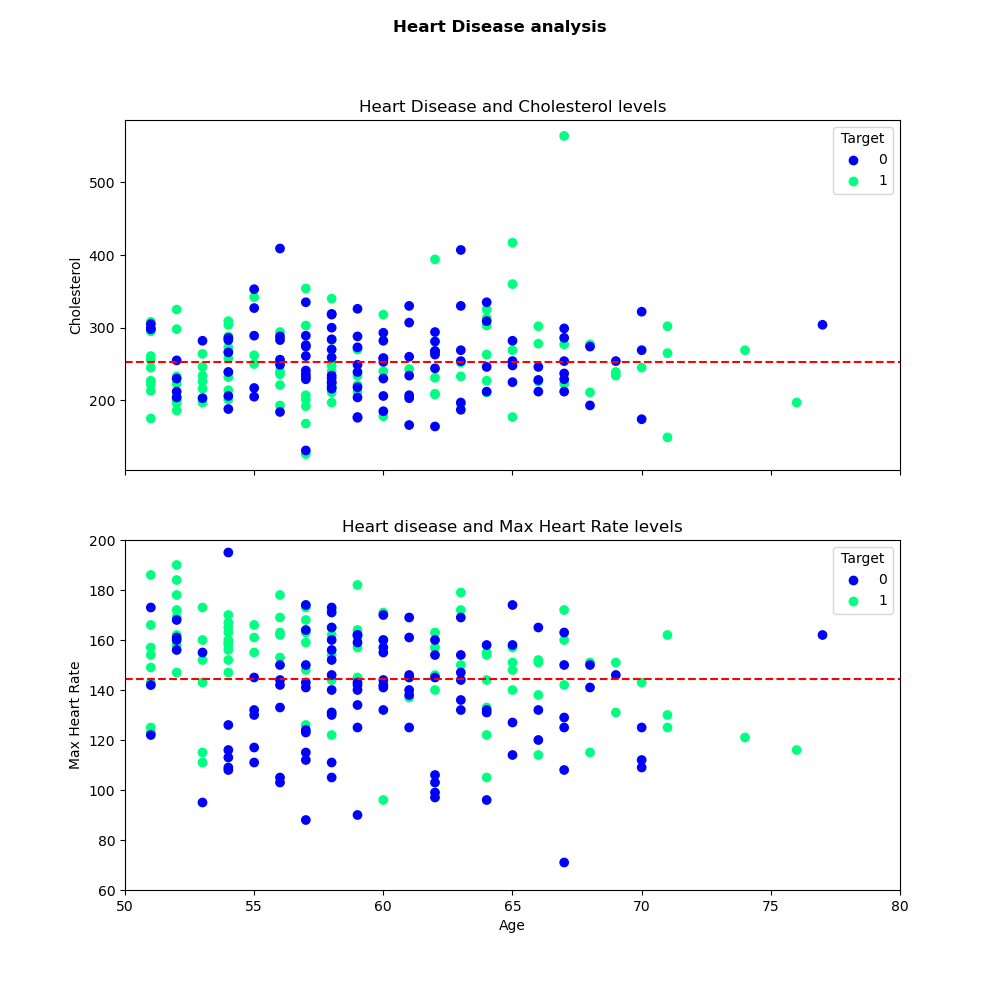 Heart Disease analysis
Heart Disease and Cholesterol levels
Target
0
1
Cholesterol
500
400
300
200
Heart disease and Max Heart Rate levels
Target
0
1
Max Heart Rate
200
180
160
140
120
100
80
60
50 55 60 65 70 75 80
Age